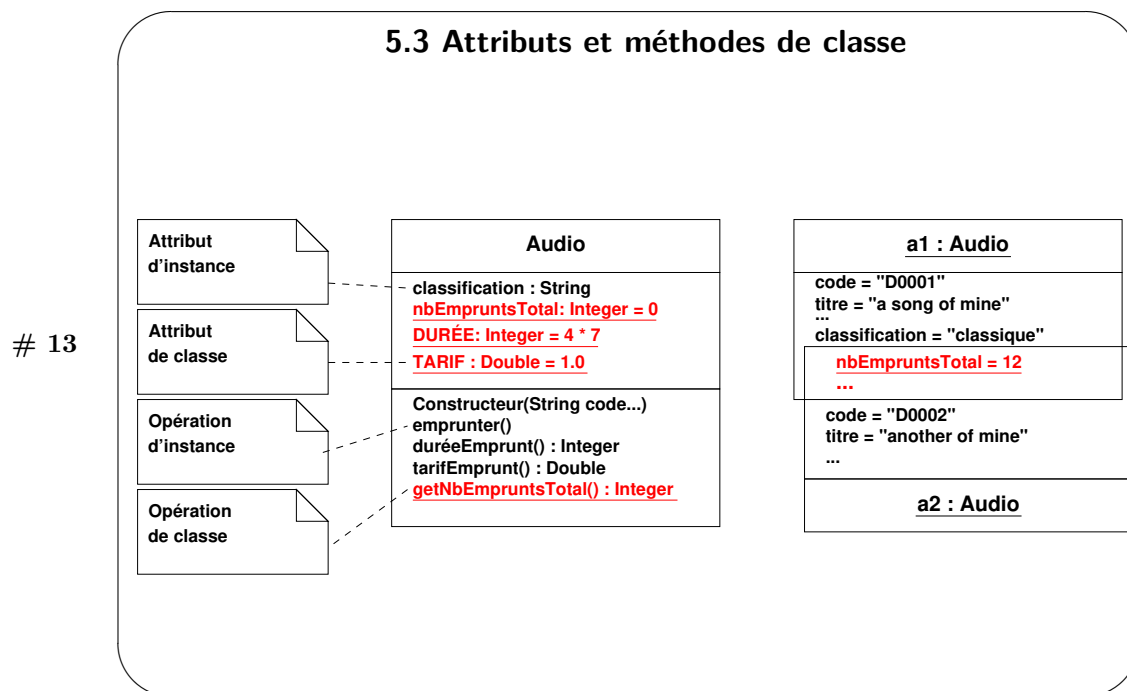 5.3 Attributs et méthodes de classe
# 13
Attribut
d'instance
Attribut
de classe
Opération
d'instance
Opération
de classe
Audio
classification : String
nbEmpruntsTotal: Integer = 0
DURÉE: Integer = 4 * 7
TARIF : Double = 1.0
Constructeur(String code...)
emprunter()
duréeEmprunt() : Integer
tarifEmprunt() : Double
getNbEmpruntsTotal() : Integer
a1 : Audio
code = "D0001"
titre = "a song of mine"
...
classification = "classique"
nbEmpruntsTotal = 12
...
code = "D0002"
titre = "another of mine"
...
a2 : Audio